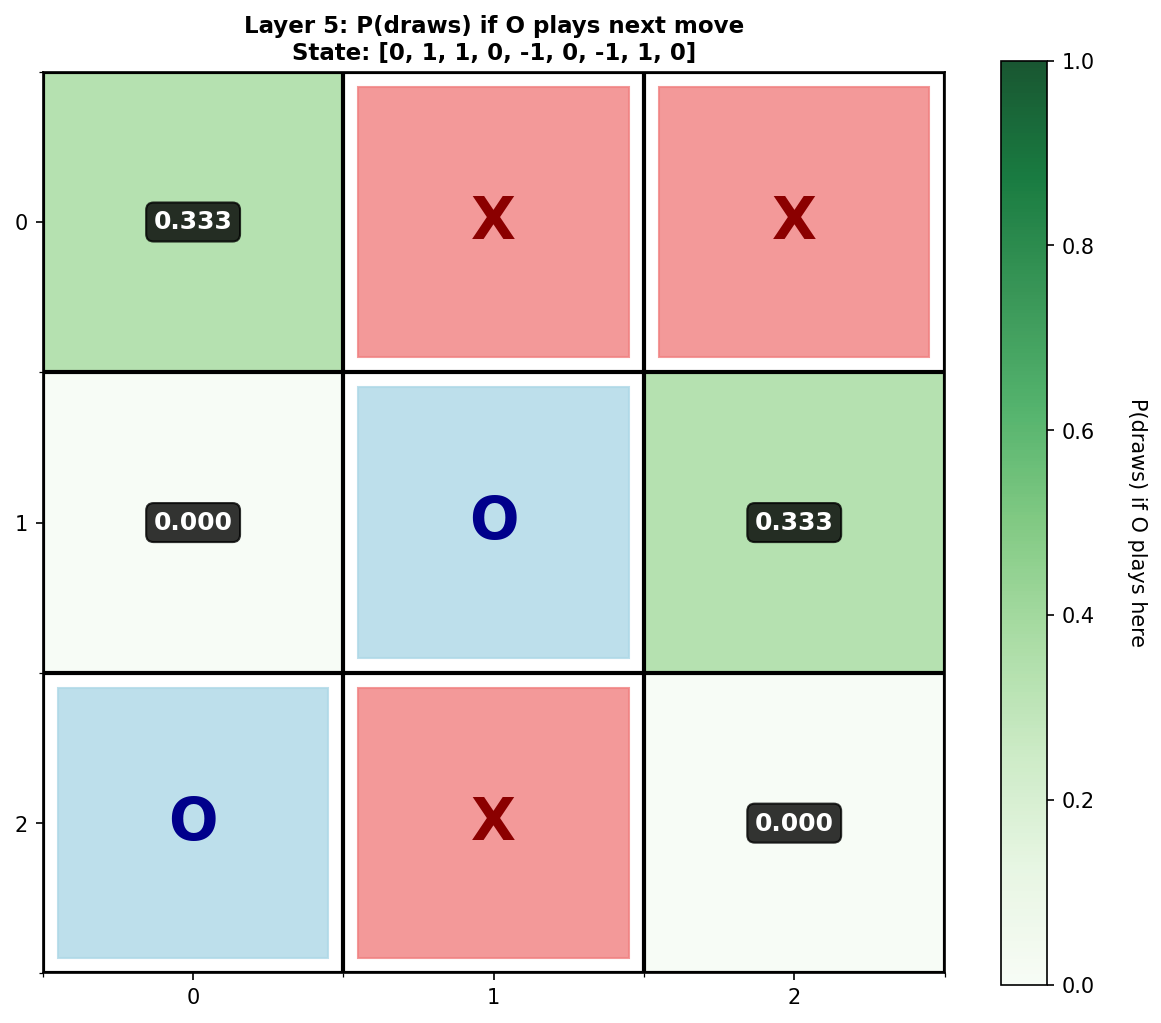 Layer 5: P(draws) if O plays next move
State: [0, 1, 1, 0, -1, 0, -1, 1, 0]
0.333 X X
0.000 O 0.333
O X 0.000
0
1
2
0 1 2
1.0
0.8
0.6
0.4
0.2
0.0
P(draws) if O plays here